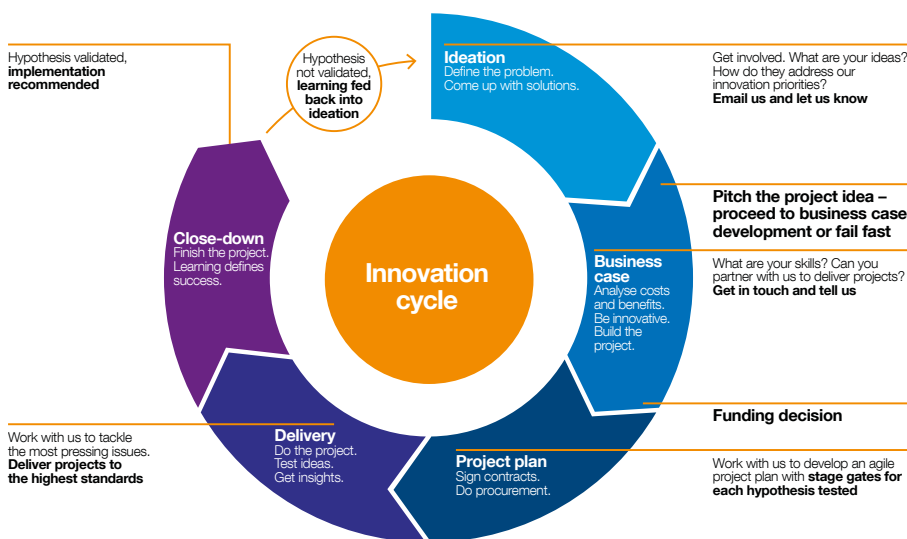 Hypothesis validated,
implementation
recommended
Hypothesis
not validated,
learning fed
back into
ideation
Ideation
Define the problem.
Come up with solutions.
Get involved. What are your ideas?
How do they address our
innovation priorities?
Email us and let us know
Pitch the project idea –
proceed to business case
development or fail fast
Close-down
Finish the project.
Learning defines
success.
Innovation
cycle
Business
case
Analyse costs
and benefits.
Be innovative.
Build the
project.
What are your skills? Can you
partner with us to deliver projects?
Get in touch and tell us
Funding decision
Work with us to tackle
the most pressing issues.
Deliver projects to
the highest standards
Delivery
Do the project.
Test ideas.
Get insights.
Project plan
Sign contracts.
Do procurement.
Work with us to develop an agile
project plan with stage gates for
each hypothesis tested